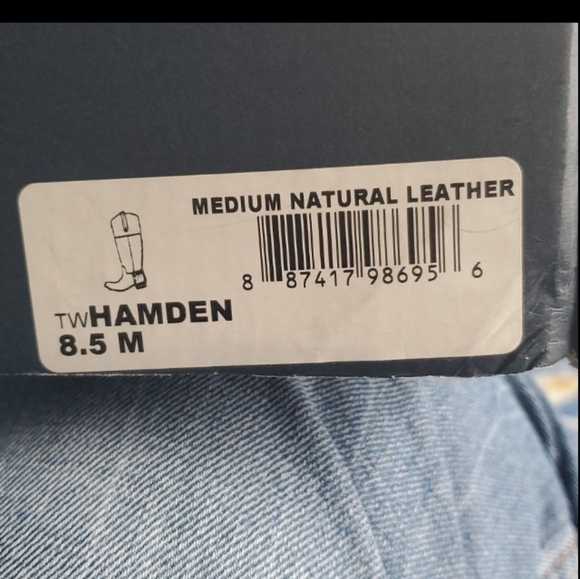 MEDIUM NATURAL LEATHER
8 87417 98695 6
TWHAMDEN
8.5 M